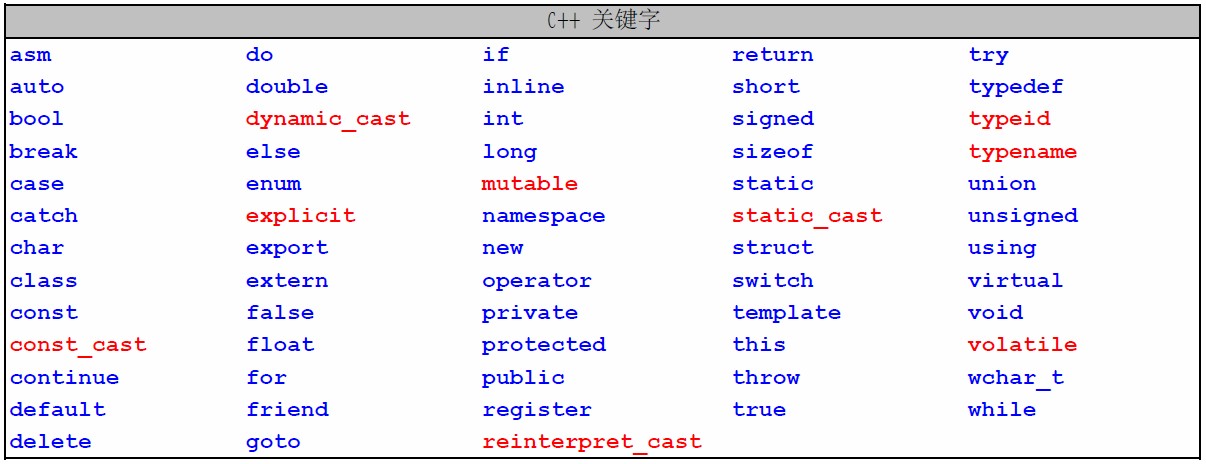 C++ 关键字
asm do if return try
auto double inline short typedef
bool dynamic_cast int signed typeid
break else long sizeof typename
case enum mutable static union
catch explicit namespace static_cast unsigned
char export new struct using
class extern operator switch virtual
const false private template void
const_cast float protected this volatile
continue for public throw wchar_t
default friend register true while
delete goto reinterpret_cast